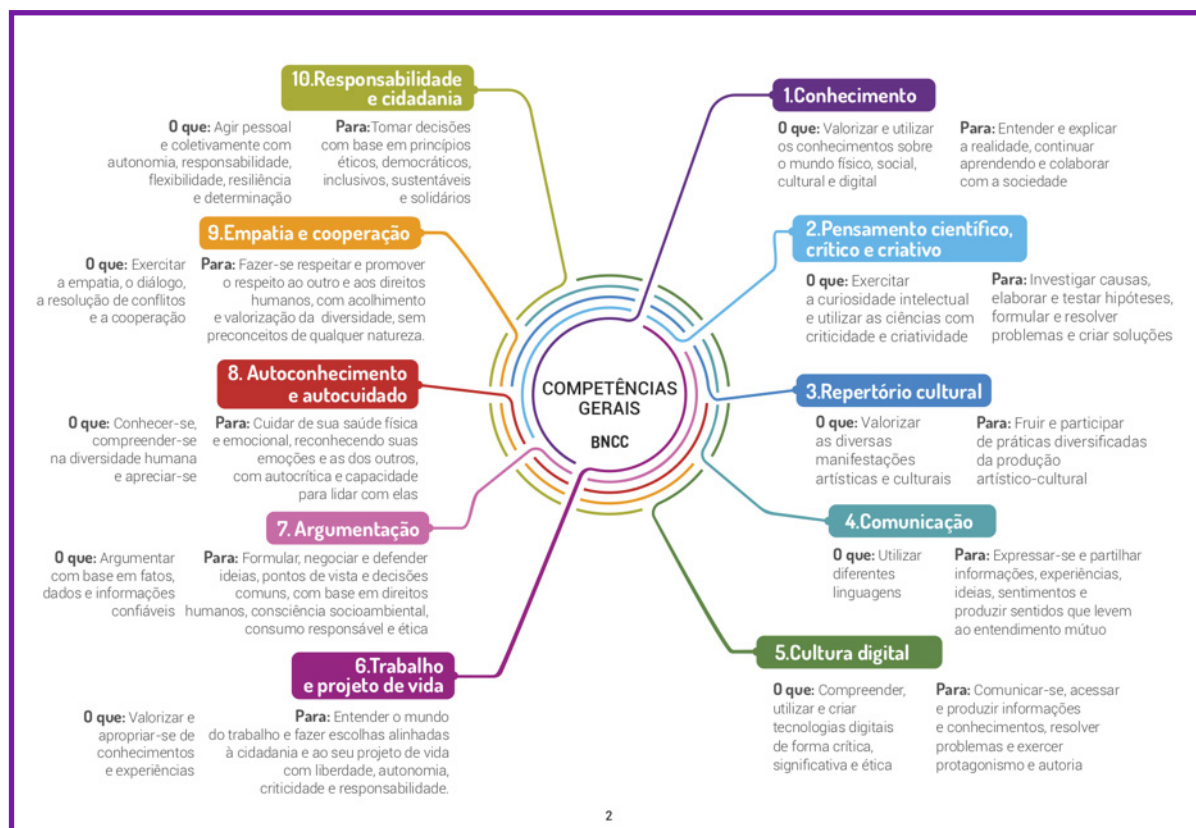 1.Conhecimento
O que: Valorizar e utilizar
os conhecimentos sobre
o mundo físico, social,
cultural e digital
Para: Entender e explicar
a realidade, continuar
aprendendo e colaborar
com a sociedade
2.Pensamento científico,
crítico e criativo
O que: Exercitar
a curiosidade intelectual
e utilizar as ciências com
criticidade e criatividade
Para: Investigar causas,
elaborar e testar hipóteses,
formular e resolver
problemas e criar soluções
3.Repertório cultural
O que: Valorizar
as diversas
manifestações
artísticas e culturais
Para: Fruir e participar
de práticas diversificadas
da produção
artístico-cultural
4.Comunicação
O que: Utilizar
diferentes
linguagens
Para: Expressar-se e partilhar
informações, experiências,
ideias, sentimentos e
produzir sentidos que levem
ao entendimento mútuo
5.Cultura digital
O que: Compreender,
utilizar e criar
tecnologias digitais
de forma crítica,
significativa e ética
Para: Comunicar-se, acessar
e produzir informações
e conhecimentos, resolver
problemas e exercer
protagonismo e autoria
6.Trabalho
e projeto de vida
O que: Valorizar e
apropriar-se de
conhecimentos
e experiências
Para: Entender o mundo
do trabalho e fazer escolhas alinhadas
à cidadania e ao seu projeto de vida
com liberdade, autonomia,
criticidade e responsabilidade.
7. Argumentação
O que: Argumentar
com base em fatos,
dados e informações
confiáveis
Para: Formular, negociar e defender
ideias, pontos de vista e decisões
comuns, com base em direitos
humanos, consciência socioambiental,
consumo responsável e ética
8. Autoconhecimento
e autocuidado
O que: Conhecer-se,
compreender-se
na diversidade humana
e apreciar-se
Para: Cuidar de sua saúde física
e emocional, reconhecendo suas
emoções e as dos outros,
com autocrítica e capacidade
para lidar com elas
9.Empatia e cooperação
O que: Exercitar
a empatia, o diálogo,
a resolução de conflitos
e a cooperação
Para: Fazer-se respeitar e promover
o respeito ao outro e aos direitos
humanos, com acolhimento
e valorização da diversidade, sem
preconceitos de qualquer natureza.
10.Responsabilidade
e cidadania
O que: Agir pessoal
e coletivamente com
autonomia, responsabilidade,
flexibilidade, resiliência
e determinação
Para:Tomar decisões
com base em princípios
éticos, democráticos,
inclusivos, sustentáveis
e solidários
COMPETÊNCIAS
GERAIS
BNCC
2